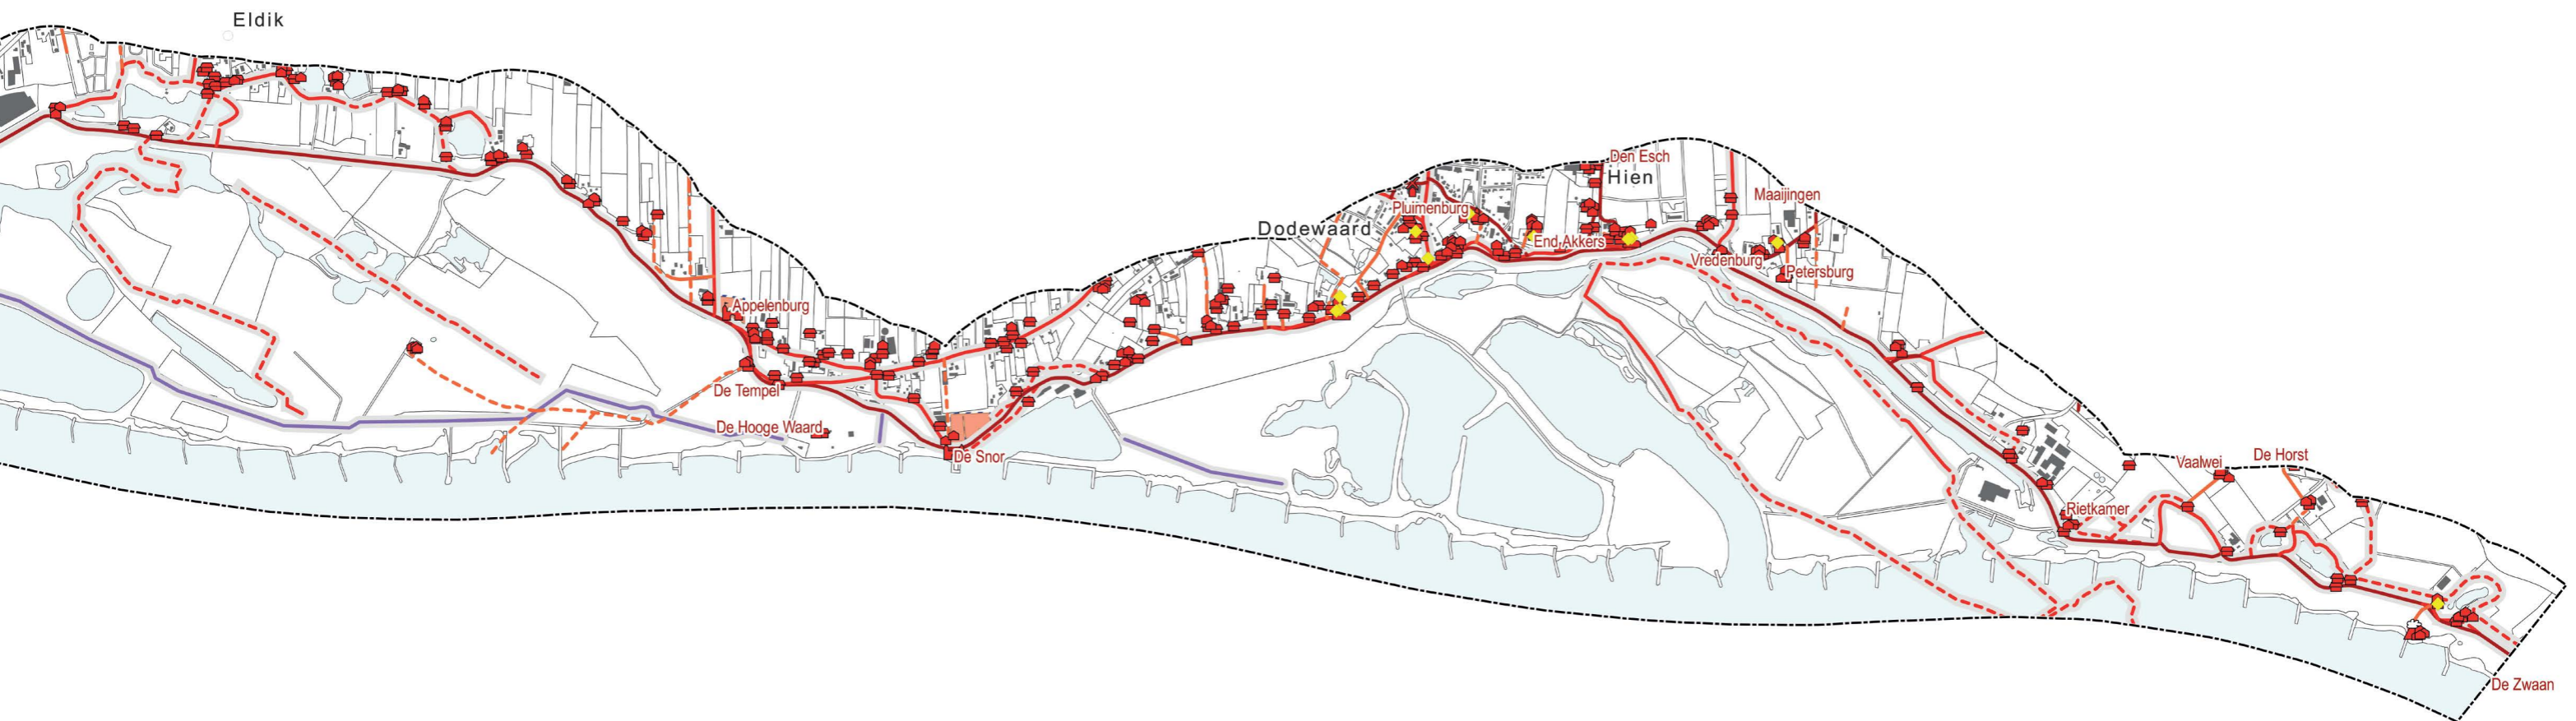 Eldik
Den Esch
Hien
Maaijingen
Pluimenburg
Dodewaard
End Akkers
Vredenburg
Petersburg
Appelenburg
De Tempel
De Hooge Waard
De Snor
Vaalwei
De Horst
Rietkamer
De Zwaan